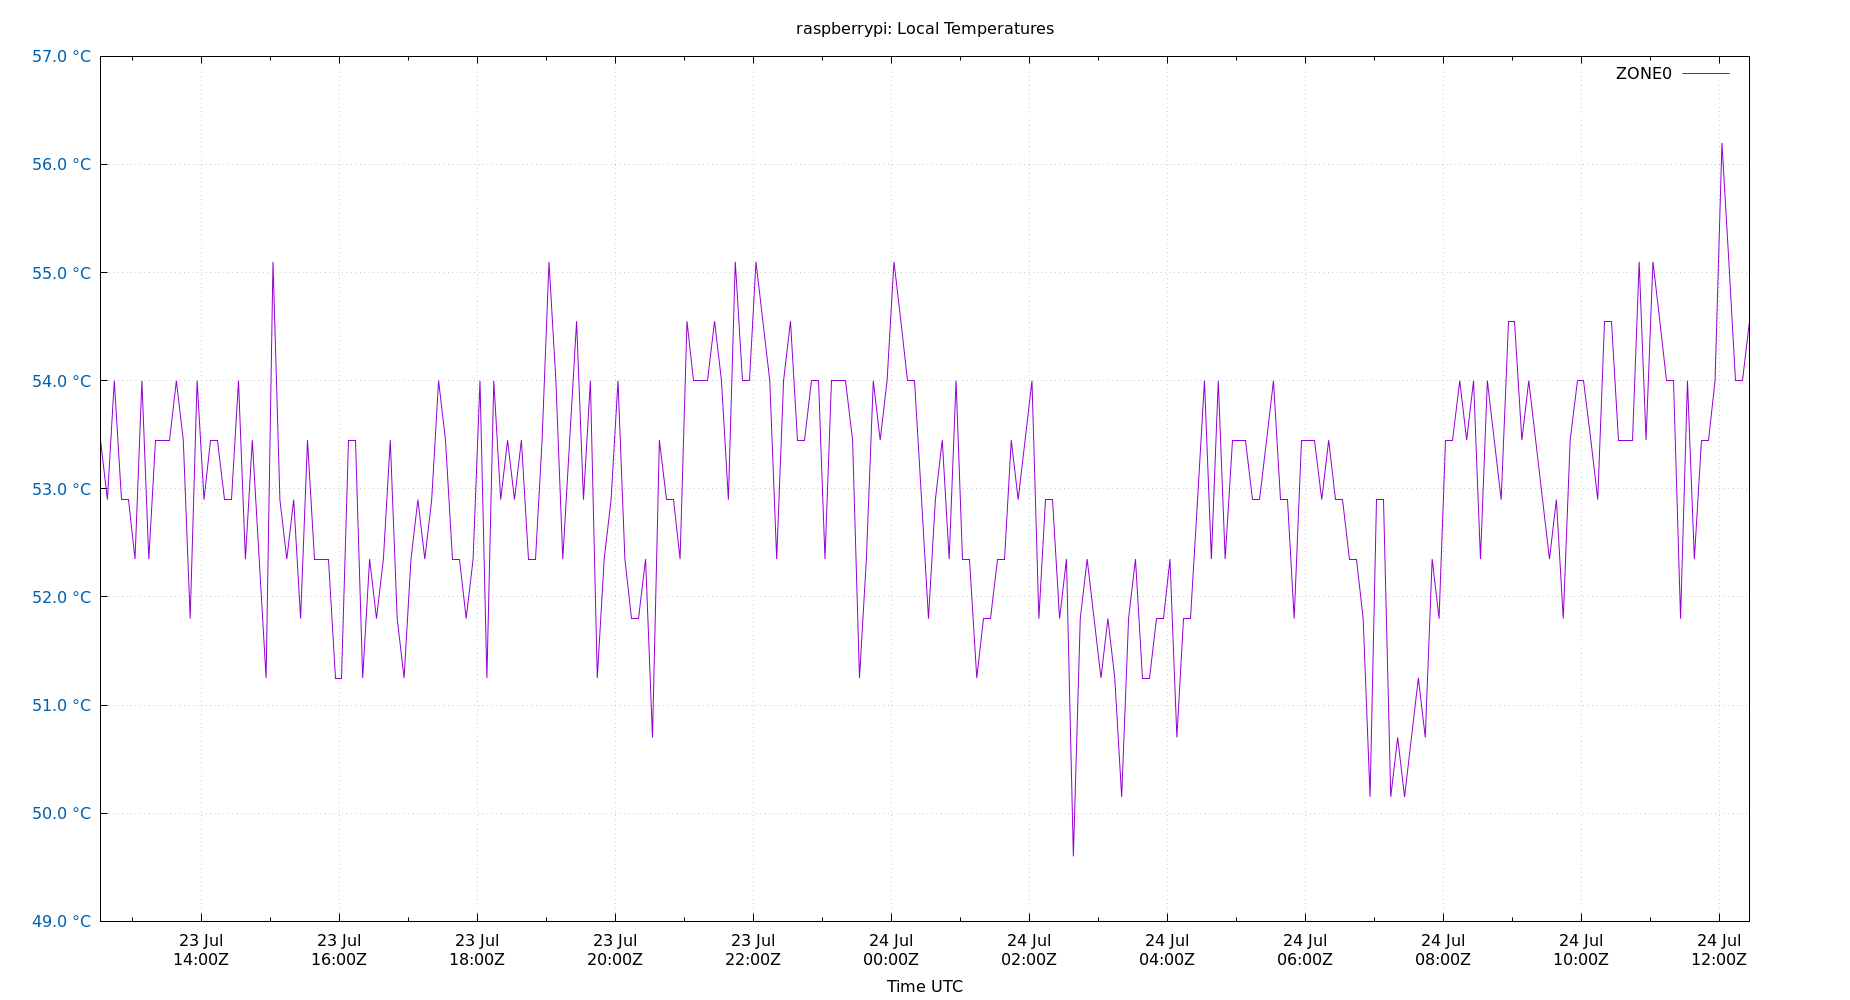 raspberrypi: Local Temperatures
57.0 °C
ZONE0
56.0 °C
55.0 °C
54.0 °C
53.0 °C
52.0 °C
51.0 °C
50.0 °C
49.0 °C
23 Jul 23 Jul 23 Jul 23 Jul 23 Jul 24 Jul 24 Jul 24 Jul 24 Jul 24 Jul 24 Jul 24 Jul
14:00Z 16:00Z 18:00Z 20:00Z 22:00Z 00:00Z 02:00Z 04:00Z 06:00Z 08:00Z 10:00Z 12:00Z
Time UTC